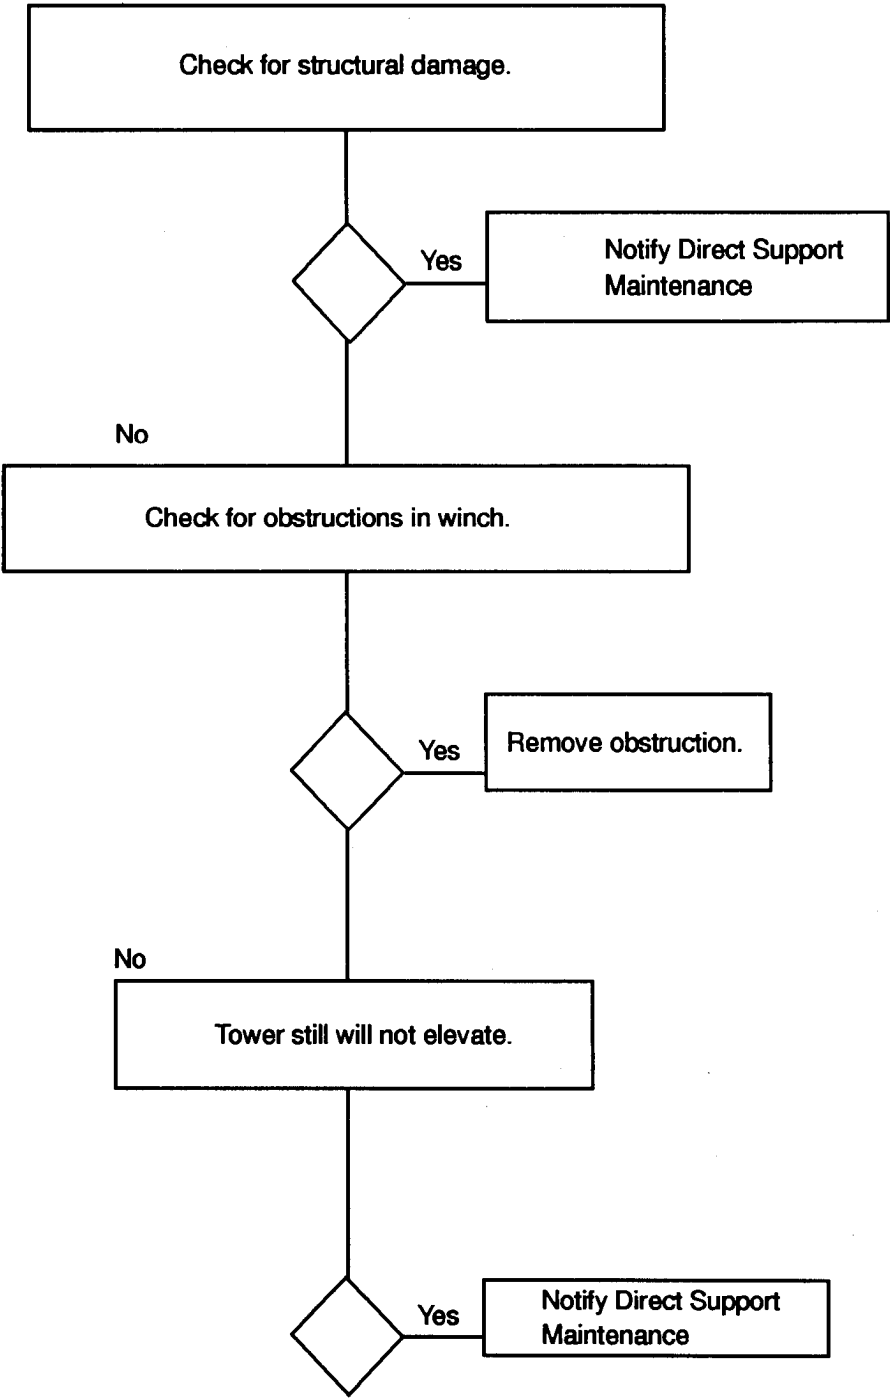 Check for structural damage.
Yes
Notify Direct Support
Maintenance
No
Check for obstructions in winch.
Yes
Remove obstruction.
No
Tower still will not elevate.
Yes
Notify Direct Support
Maintenance